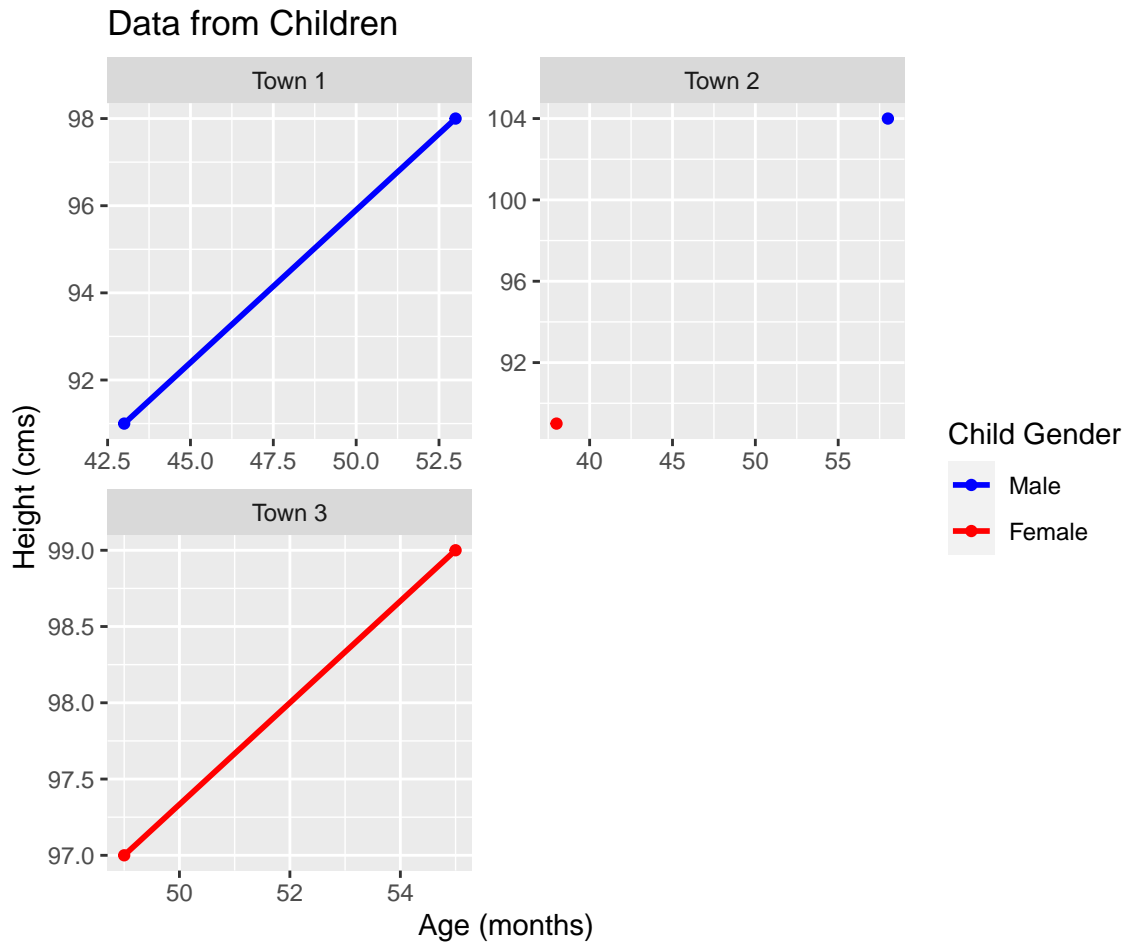 Data from Children
Town 1
Town 2
98
96
94
92
42.5 45.0 47.5 50.0 52.5
104
100
96
92
40 45 50 55
Height (cms)
Town 3
99.0
98.5
98.0
97.5
97.0
50 52 54
Age (months)
Child Gender
Male
Female